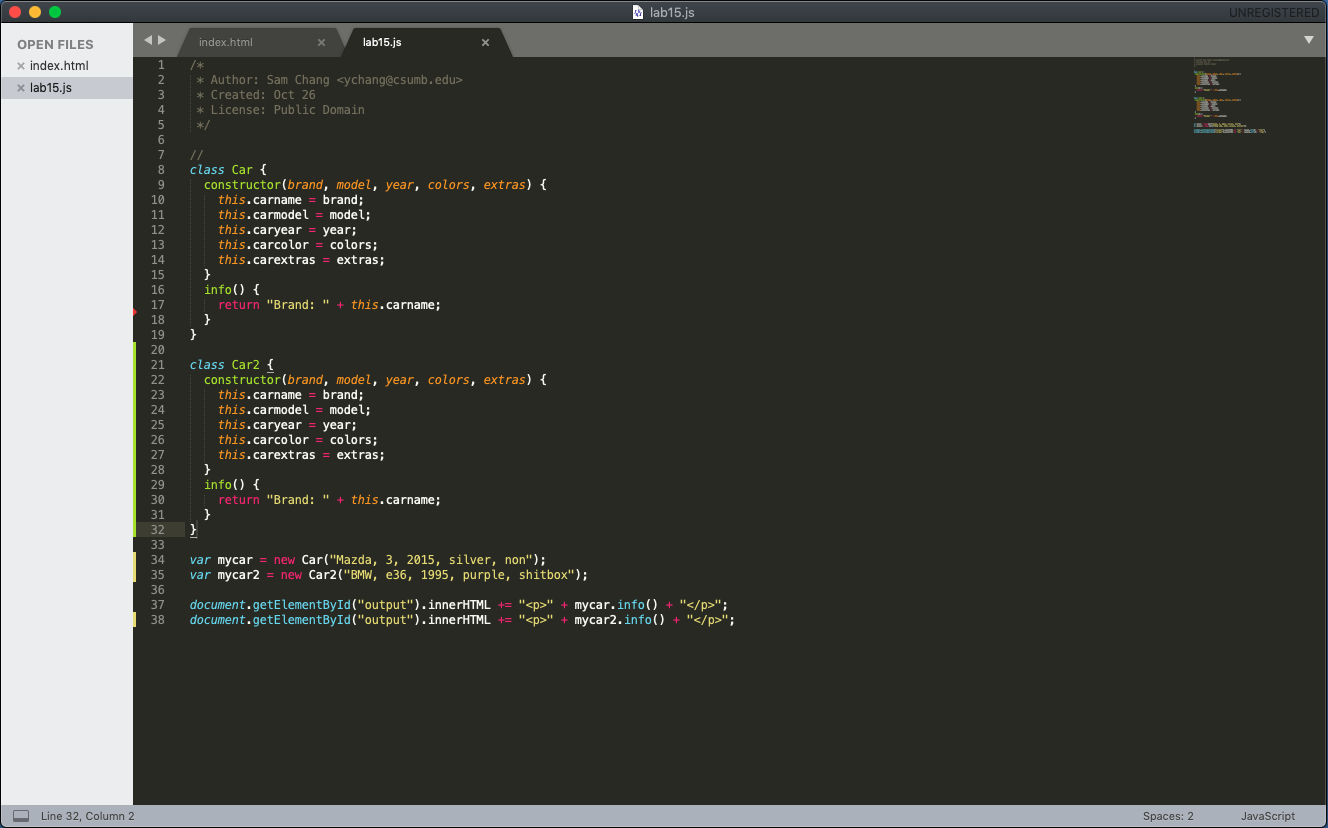 lab15.js
UNREGISTERED
OPEN FILES
index.html
lab15.js
index.html
lab15.js
1 /*
2  * Author: Sam Chang <ychang@csumb.edu>
3  * Created: Oct 26
4  * License: Public Domain
5  */
6
7 //
8 class Car {
9   constructor(brand, model, year, colors, extras) {
10     this.carname = brand;
11     this.carmodel = model;
12     this.caryear = year;
13     this.carcolor = colors;
14     this.carextras = extras;
15   }
16   info() {
17     return "Brand: " + this.carname;
18   }
19 }
20
21 class Car2 {
22   constructor(brand, model, year, colors, extras) {
23     this.carname = brand;
24     this.carmodel = model;
25     this.caryear = year;
26     this.carcolor = colors;
27     this.carextras = extras;
28   }
29   info() {
30     return "Brand: " + this.carname;
31   }
32 }
33
34 var mycar = new Car("Mazda, 3, 2015, silver, non");
35 var mycar2 = new Car2("BMW, e36, 1995, purple, shitbox");
36
37 document.getElementById("output").innerHTML += "<p>" + mycar.info() + "</p>";
38 document.getElementById("output").innerHTML += "<p>" + mycar2.info() + "</p>";
Line 32, Column 2
Spaces: 2
JavaScript